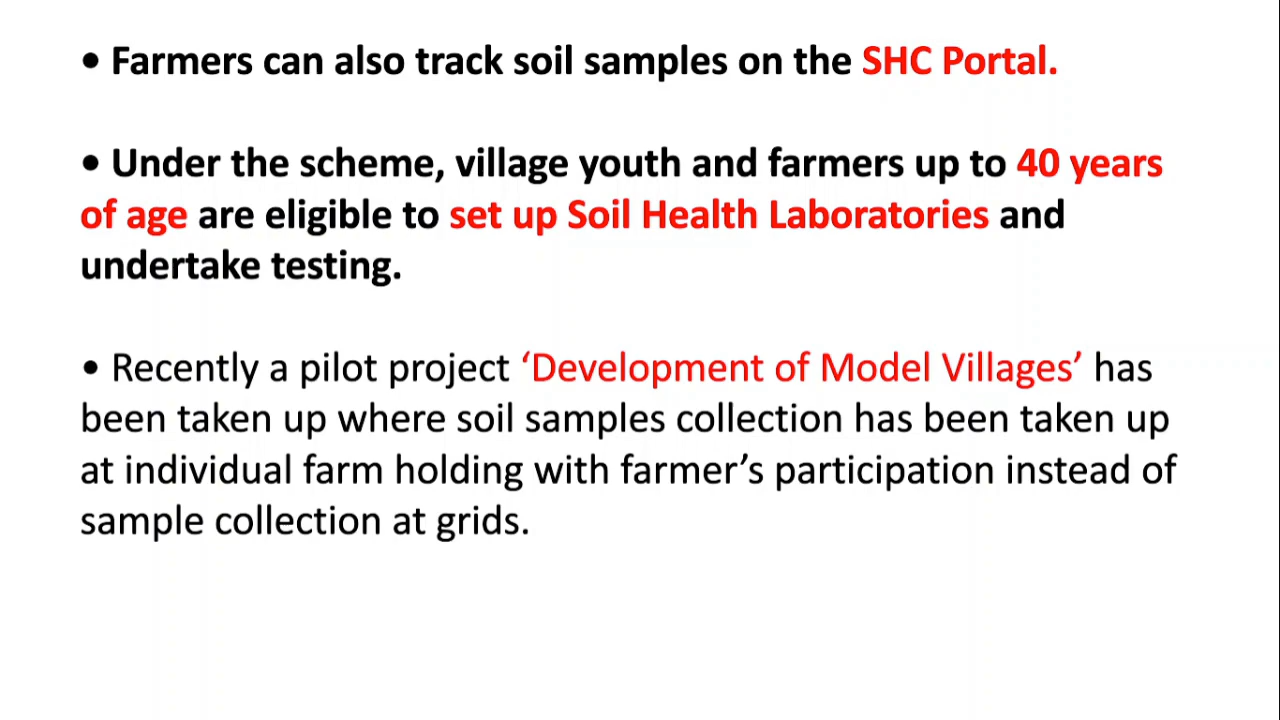 • Farmers can also track soil samples on the SHC Portal.
• Under the scheme, village youth and farmers up to 40 years
of age are eligible to set up Soil Health Laboratories and
undertake testing.
• Recently a pilot project ‘Development of Model Villages’ has
been taken up where soil samples collection has been taken up
at individual farm holding with farmer’s participation instead of
sample collection at grids.